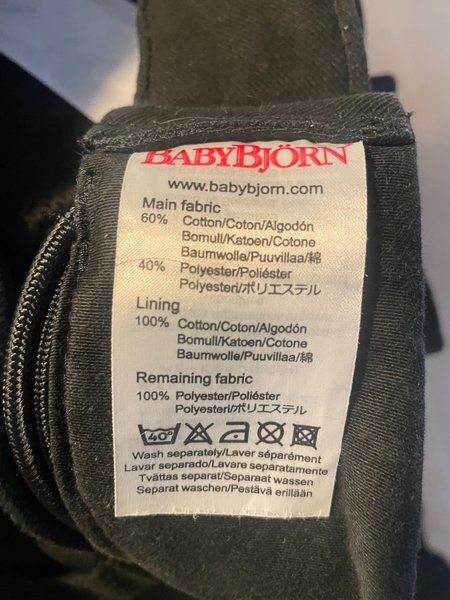 BABYBJÖRN
www.babybjorn.com
Main fabric
60% Cotton/Coton/Algodón
Bomull/Katoen/Cotone
Baumwolle/Puuvillaa/綿
40% Polyester/Poliéster
Polyesteri/ポリエステル
Lining
100% Cotton/Coton/Algodón
Bomull/Katoen/Cotone
Baumwolle/Puuvillaa/綿
Remaining fabric
100% Polyester/Poliéster
Polyesteri/ポリエステル
40°
Wash separately/Laver séparément
Lavar separado/Lavare separatamente
Tvättas separat/Separat wassen
Separat waschen/Pestävä erillään